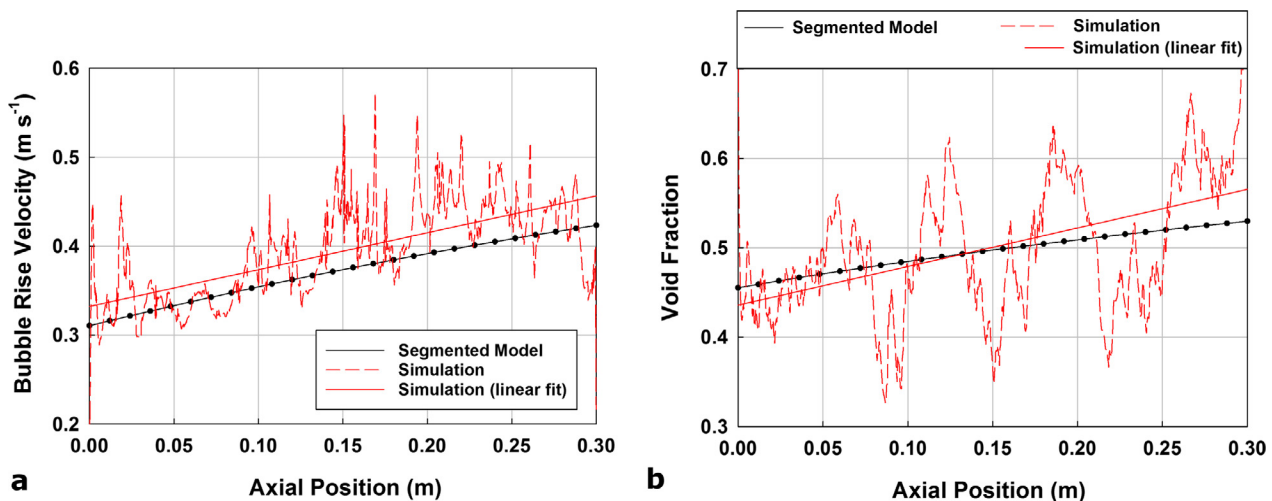 Bubble Rise Velocity (m s⁻¹)
0.6
0.5
0.4
0.3
0.2
Segmented Model
Simulation
Simulation (linear fit)
0.00 0.05 0.10 0.15 0.20 0.25 0.30
Axial Position (m)
a
Segmented Model
Simulation
Simulation (linear fit)
Void Fraction
0.7
0.6
0.5
0.4
0.3
0.00 0.05 0.10 0.15 0.20 0.25 0.30
Axial Position (m)
b